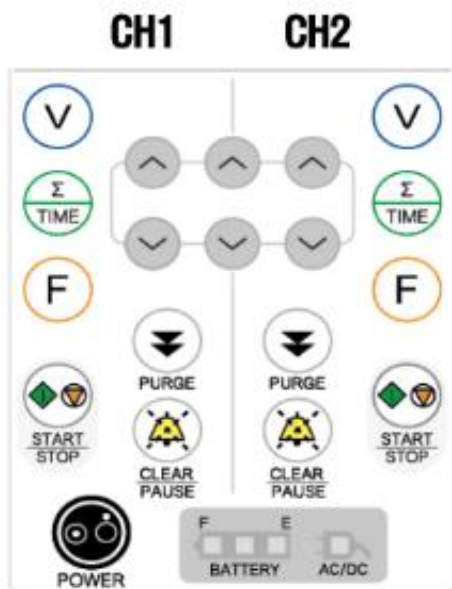 CH1 CH2
V V
Σ Σ
TIME TIME
F F
PURGE PURGE
START
STOP
CLEAR
PAUSE
CLEAR
PAUSE
START
STOP
POWER
F E
BATTERY AC/DC